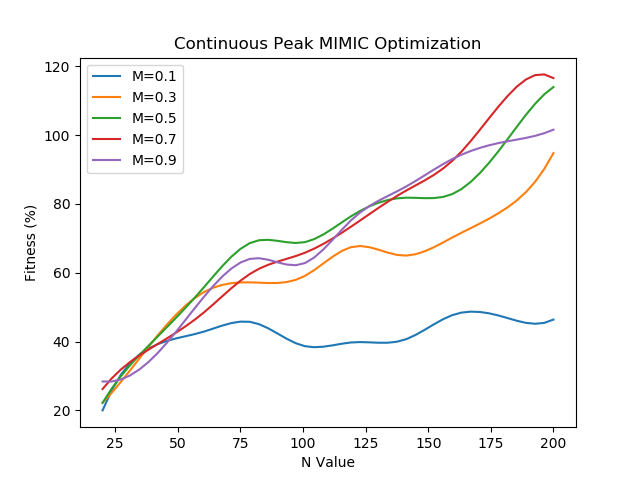 Continuous Peak MIMIC Optimization
M=0.1
M=0.3
M=0.5
M=0.7
M=0.9
120
100
80
60
40
20
Fitness (%)
25 50 75 100 125 150 175 200
N Value